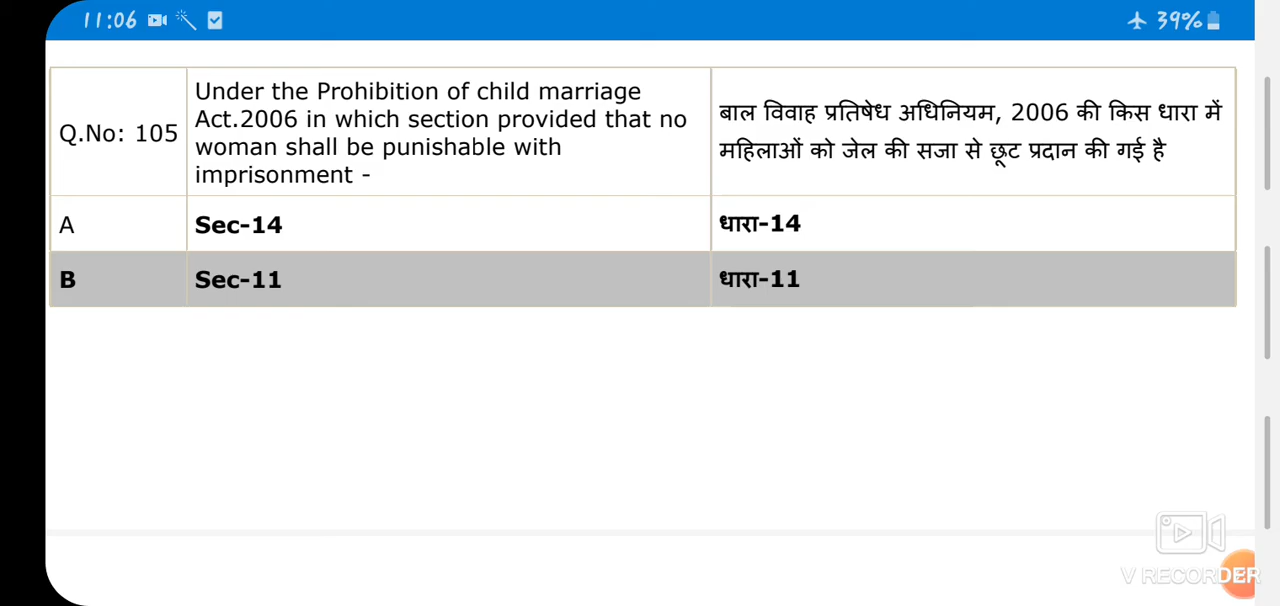 11:06
39%
Under the Prohibition of child marriage
Act.2006 in which section provided that no
Q.No: 105
woman shall be punishable with
imprisonment -
बाल विवाह प्रतिषेध अधिनियम, 2006 की किस धारा में
महिलाओं को जेल की सजा से छूट प्रदान की गई है
A
Sec-14
धारा-14
B
Sec-11
धारा-11
V RECORDER